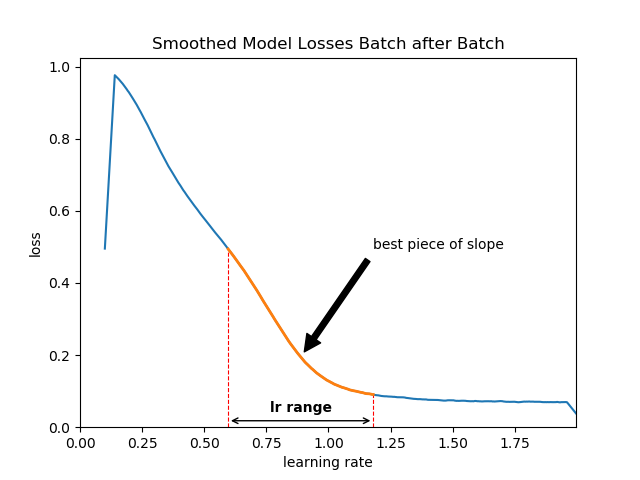 Smoothed Model Losses Batch after Batch
1.0
0.8
0.6
0.4
0.2
0.0
loss
best piece of slope
lr range
0.00 0.25 0.50 0.75 1.00 1.25 1.50 1.75
learning rate